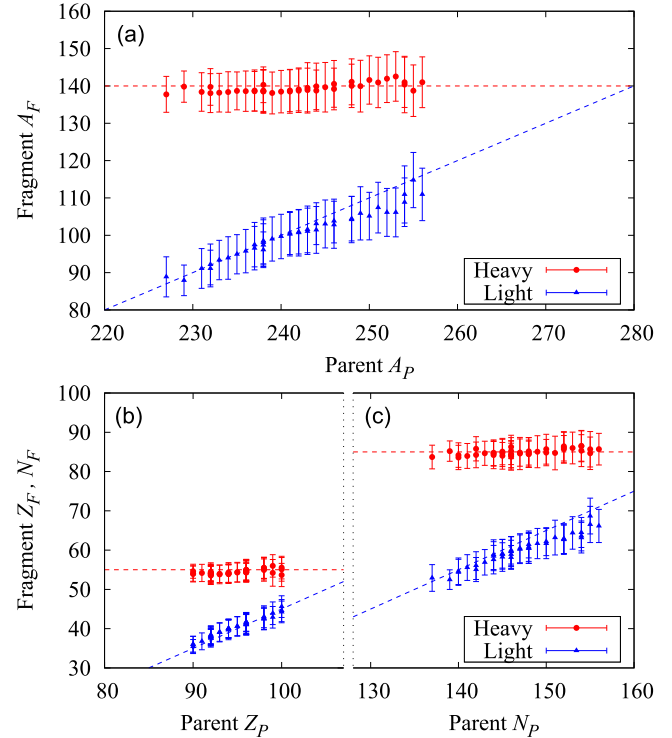 (a)
Fragment A_F
160
150
140
130
120
110
100
90
80
220 230 240 250 260 270 280
Parent A_P
Heavy
Light
(b)
(c)
Fragment Z_F , N_F
100
90
80
70
60
50
40
30
80 90 100
130 140 150 160
Parent Z_P
Parent N_P
Heavy
Light